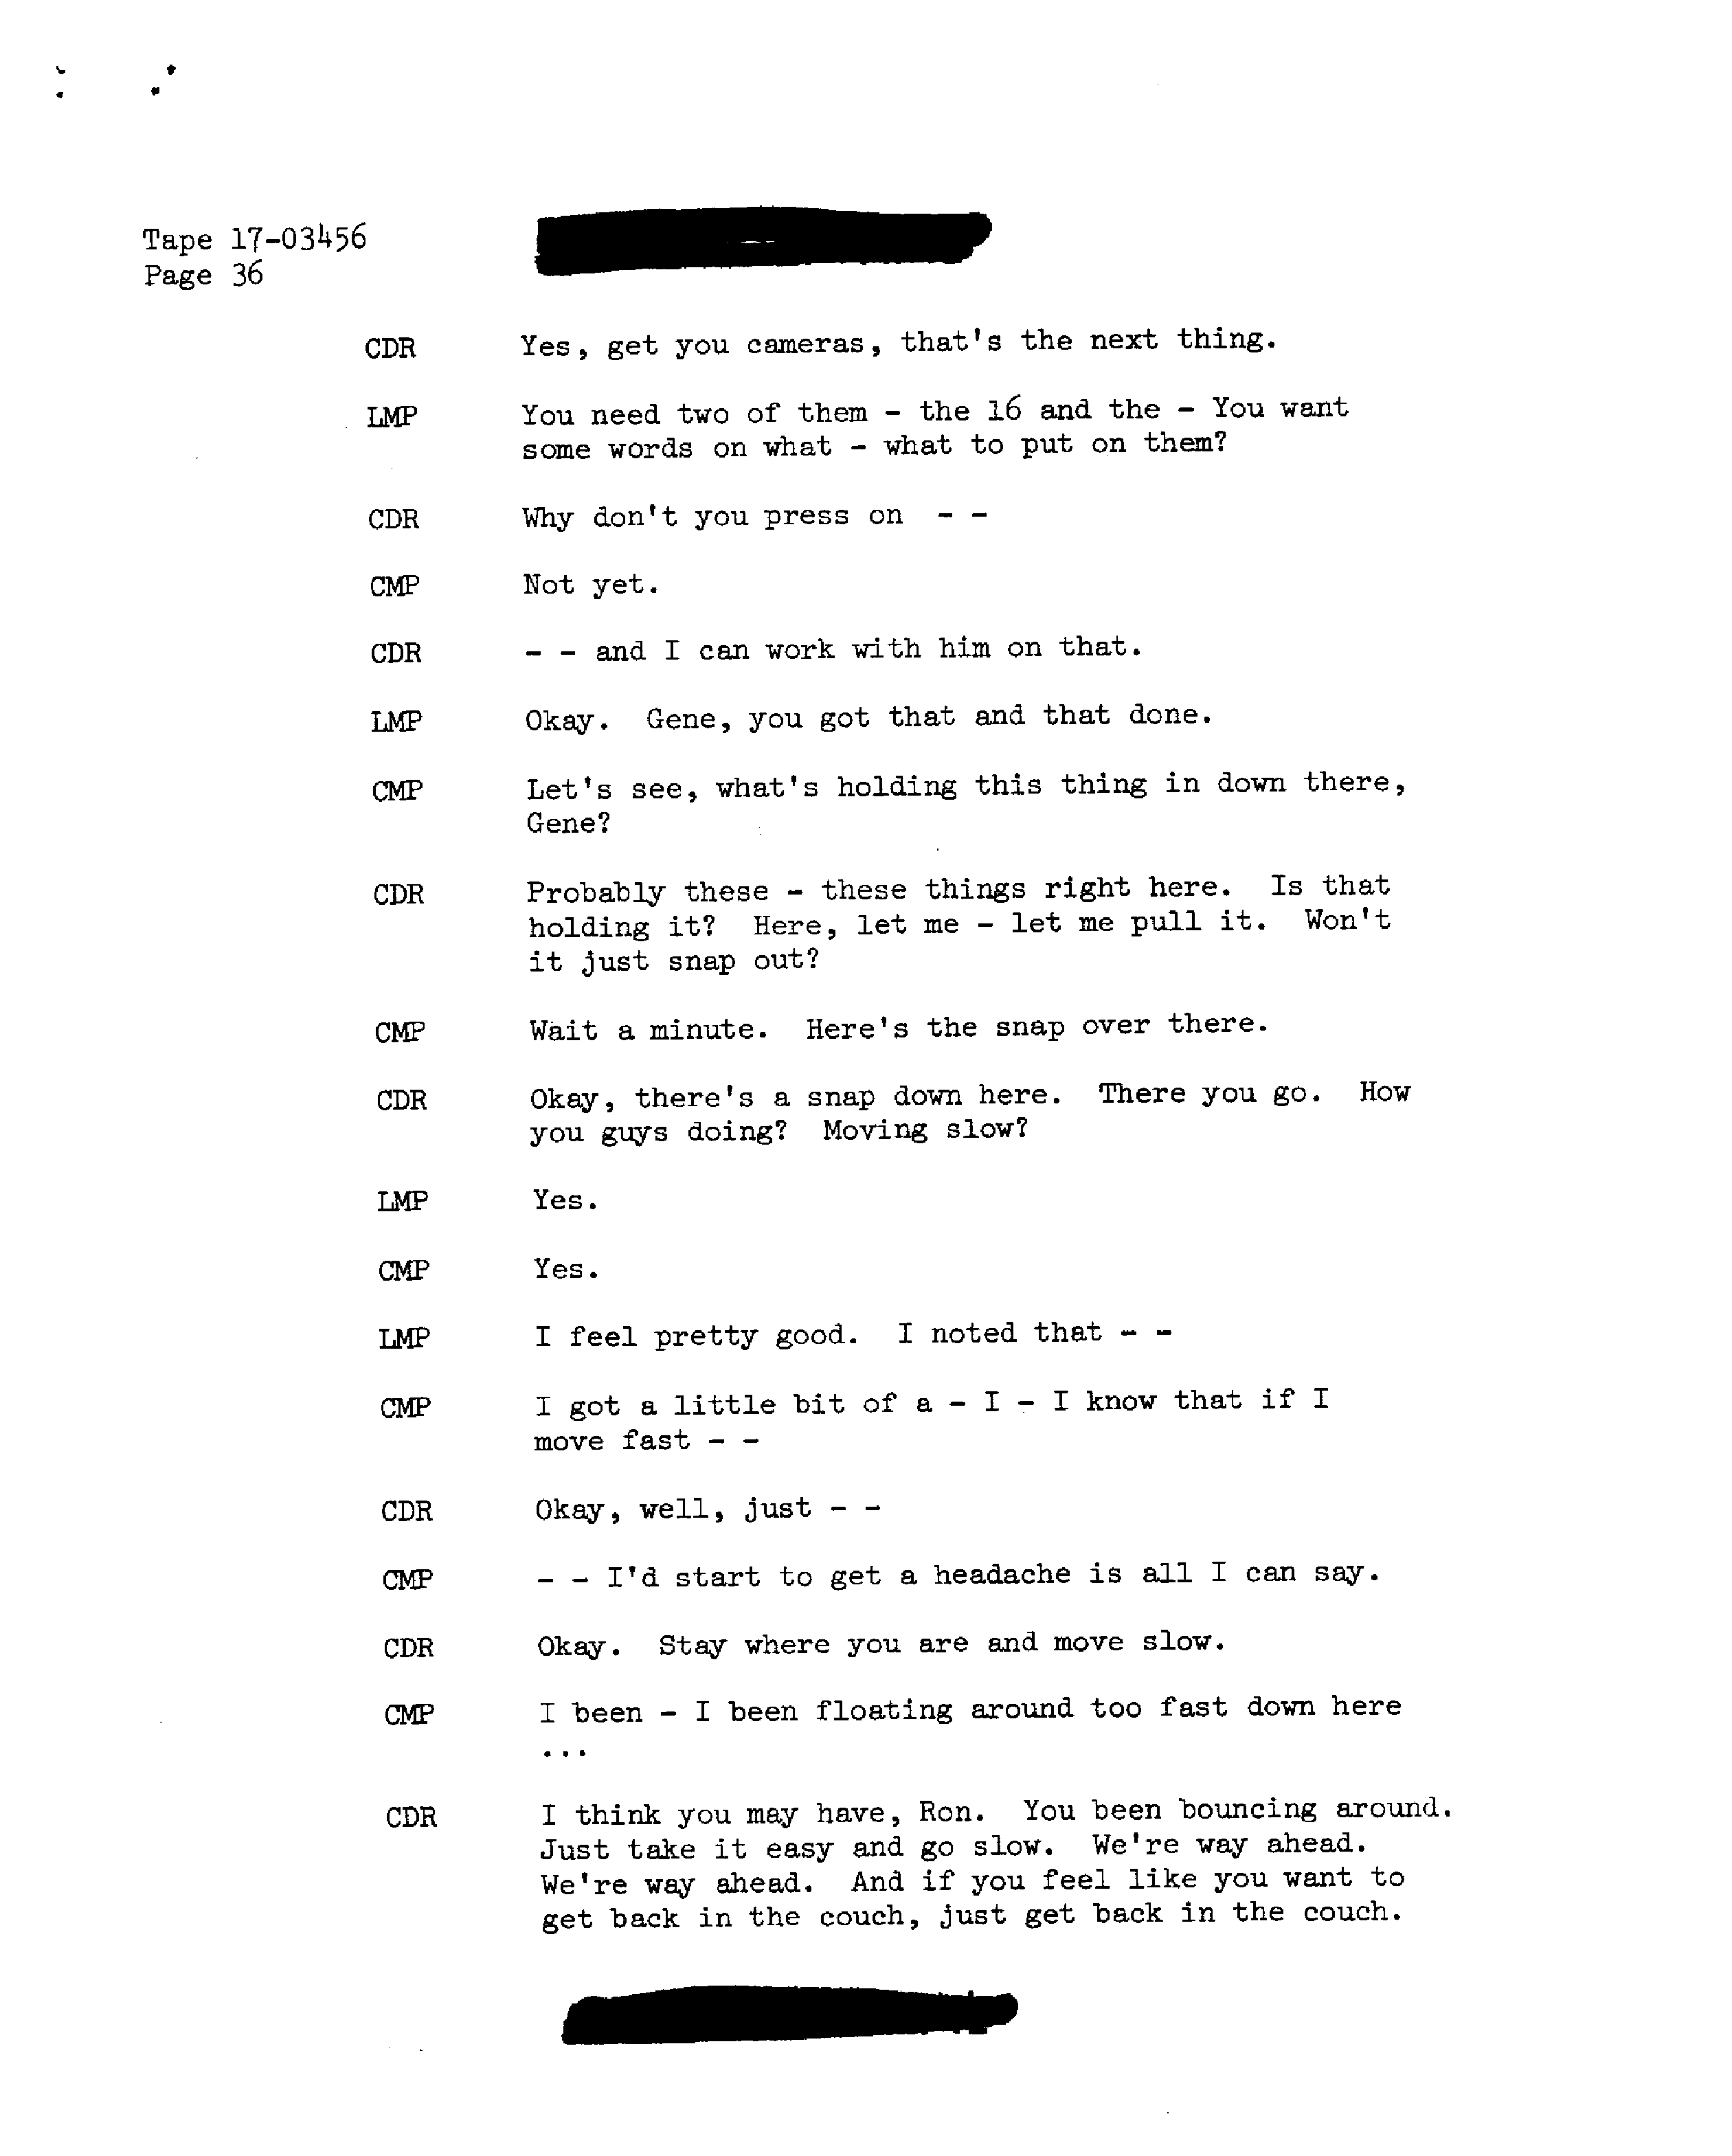 Tape 17-03456
Page 36
CDR Yes, get you cameras, that's the next thing.
LMP You need two of them - the 16 and the - You want
some words on what - what to put on them?
CDR Why don't you press on - -
CMP Not yet.
CDR - - and I can work with him on that.
LMP Okay. Gene, you got that and that done.
CMP Let's see, what's holding this thing in down there,
Gene?
CDR Probably these - these things right here. Is that
holding it? Here, let me - let me pull it. Won't
it just snap out?
CMP Wait a minute. Here's the snap over there.
CDR Okay, there's a snap down here. There you go. How
you guys doing? Moving slow?
LMP Yes.
CMP Yes.
LMP I feel pretty good. I noted that - -
CMP I got a little bit of a - I - I know that if I
move fast - -
CDR Okay, well, just - -
CMP - - I'd start to get a headache is all I can say.
CDR Okay. Stay where you are and move slow.
CMP I been - I been floating around too fast down here
...
CDR I think you may have, Ron. You been bouncing around.
Just take it easy and go slow. We're way ahead.
We're way ahead. And if you feel like you want to
get back in the couch, just get back in the couch.